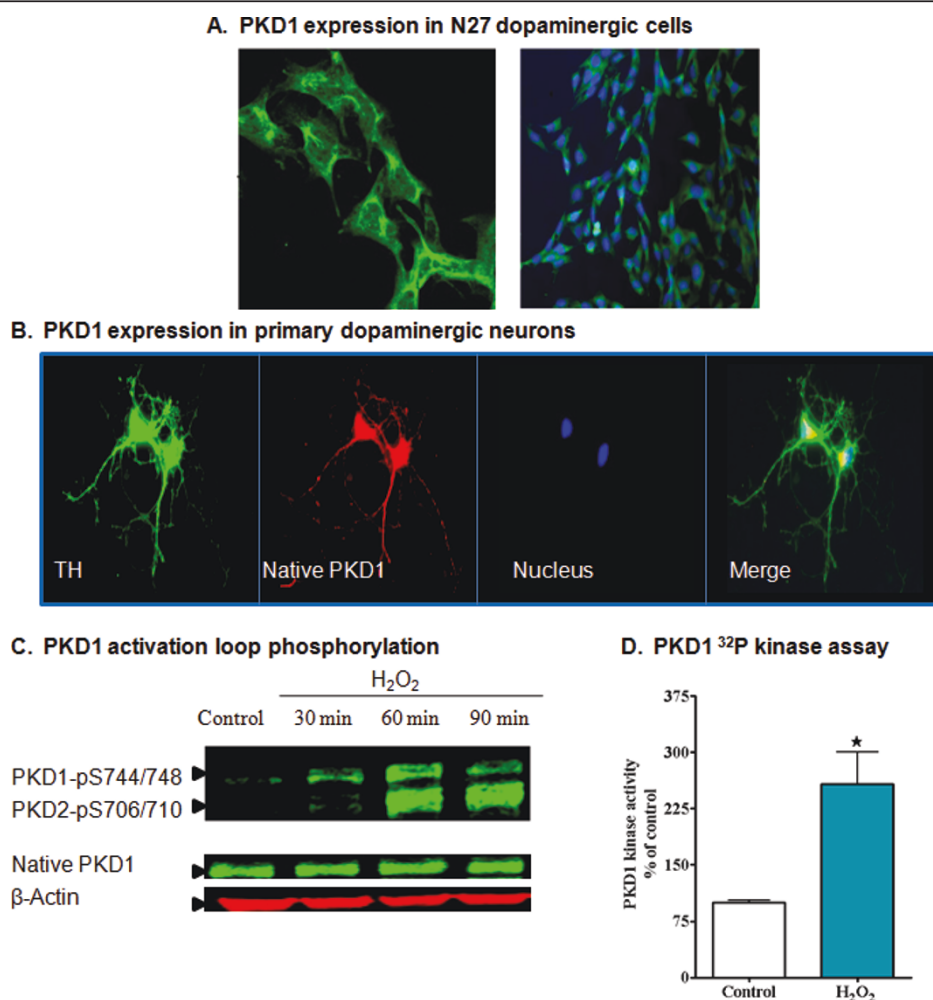 A. PKD1 expression in N27 dopaminergic cells
B. PKD1 expression in primary dopaminergic neurons
TH
Native PKD1
Nucleus
Merge
C. PKD1 activation loop phosphorylation
H₂O₂
Control 30 min 60 min 90 min
PKD1-pS744/748
PKD2-pS706/710
Native PKD1
β-Actin
D. PKD1 ³²P kinase assay
PKD1 kinase activity
% of control
375
300
225
150
75
0
★
Control H₂O₂